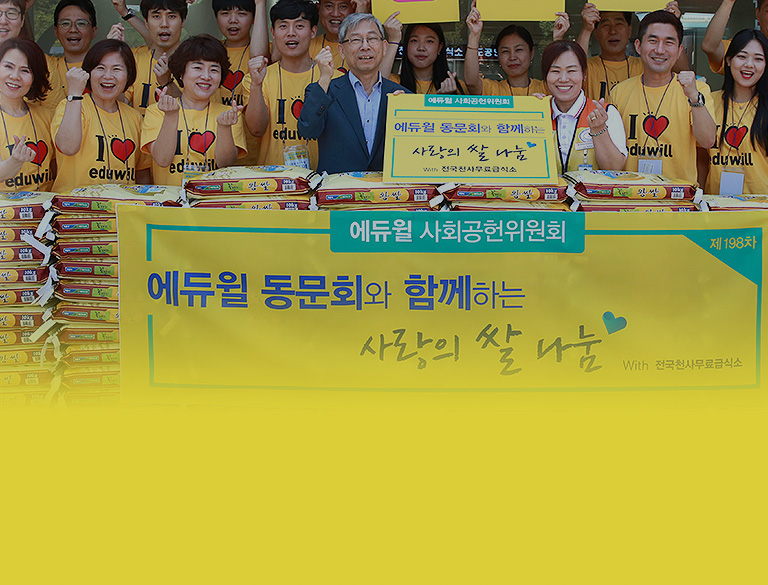 I ♥ eduwill
I ♥ eduwill
I ♥ eduwill
I ♥ eduwill
에듀윌 사회공헌위원회
에듀윌 동문회와 함께하는
사랑의 쌀 나눔
With 전국천사무료급식소
I ♥ eduwill
I ♥ eduwill
10kg
에듀윌 사회공헌위원회
제198차
에듀윌 동문회와 함께하는
사랑의 쌀 나눔
With 전국천사무료급식소